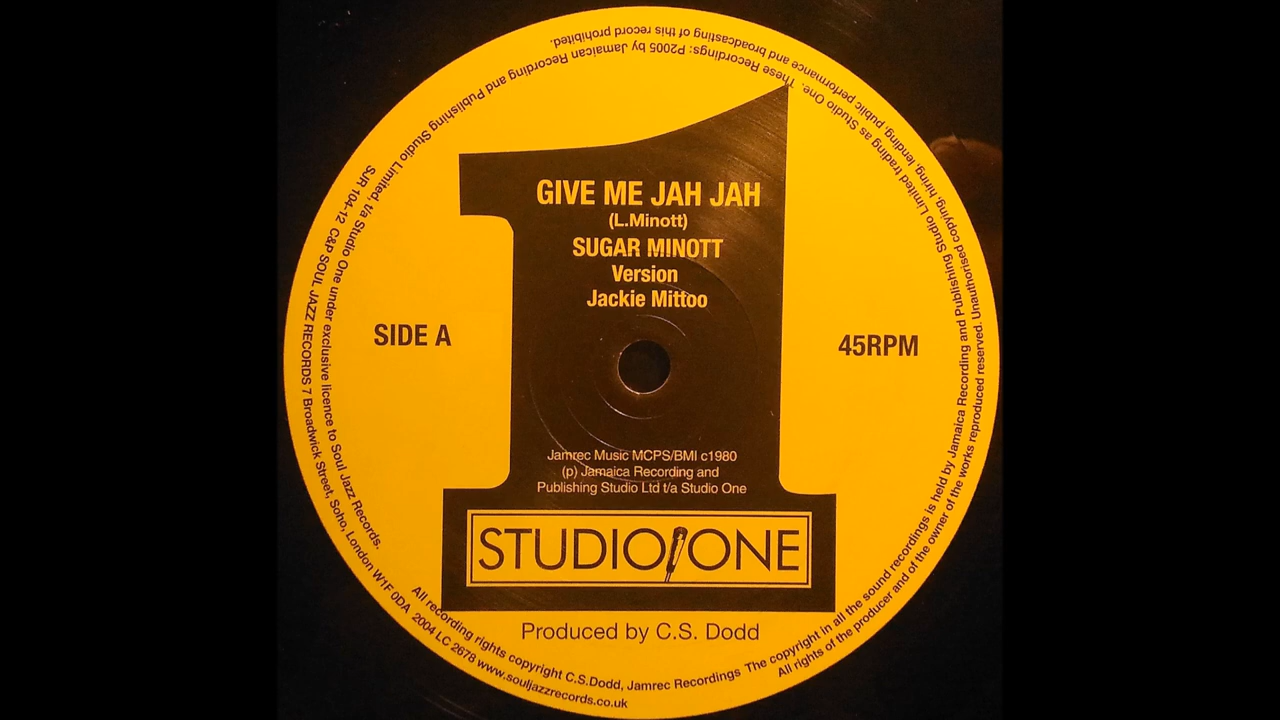 GIVE ME JAH JAH
(L.Minott)
SUGAR MINOTT
Version
Jackie Mittoo
SIDE A
45RPM
Jamrec Music MCPS/BMI c1980
(p) Jamaica Recording and
Publishing Studio Ltd t/a Studio One
STUDIO ONE
Produced by C.S. Dodd
All recording rights copyright C.S.Dodd, Jamrec Recordings The copyright in all the sound recordings is held by Jamaica Recording and Publishing Studio Limited trading as Studio One. These Recordings: P2005 by Jamaican Recording and Publishing Studio Limited, t/a Studio One under exclusive licence to Soul Jazz Records.
SJR 104-12 C&P SOUL JAZZ RECORDS 7 Broadwick Street, Soho, London W1F 0DA 2004 LC 2678 www.souljazzrecords.co.uk
All rights of the producer and of the owner of the works reproduced reserved. Unauthorised copying, hiring, lending, public performance and broadcasting of this record prohibited.